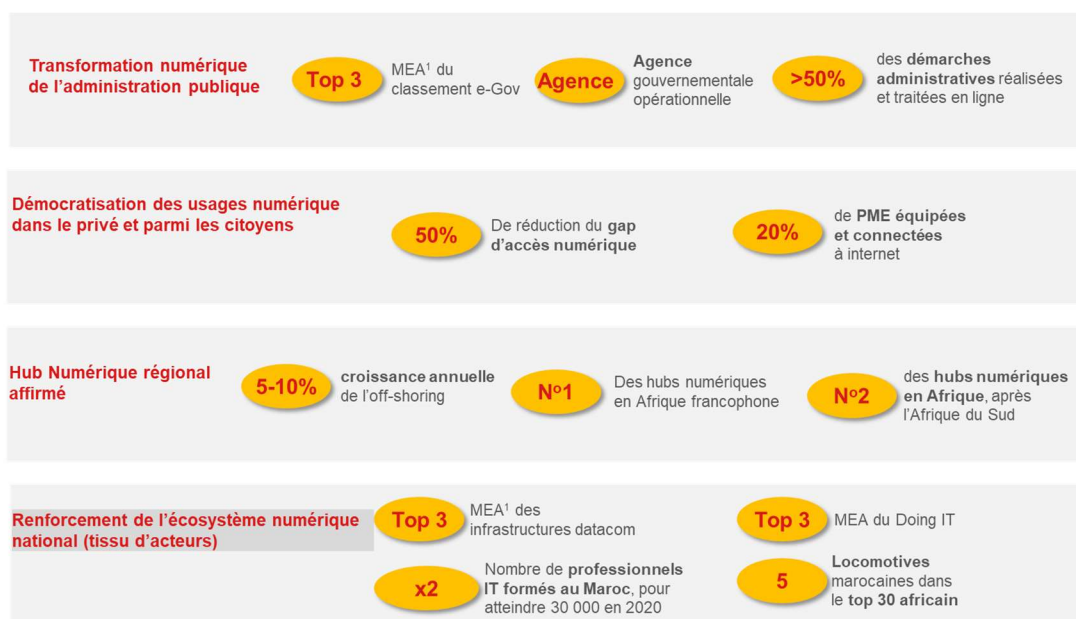 Transformation numérique
de l’administration publique
Top 3
MEA¹ du
classement e-Gov
Agence
Agence
gouvernementale
opérationnelle
>50%
des démarches
administratives réalisées
et traitées en ligne
Démocratisation des usages numérique
dans le privé et parmi les citoyens
50%
De réduction du gap
d’accès numérique
20%
de PME équipées
et connectées
à internet
Hub Numérique régional
affirmé
5-10%
croissance annuelle
de l’off-shoring
Nº1
Des hubs numériques
en Afrique francophone
Nº2
des hubs numériques
en Afrique, après
l’Afrique du Sud
Renforcement de l’écosystème numérique
national (tissu d’acteurs)
Top 3
MEA¹ des
infrastructures datacom
Top 3
MEA du Doing IT
x2
Nombre de professionnels
IT formés au Maroc, pour
atteindre 30 000 en 2020
5
Locomotives
marocaines dans
le top 30 africain